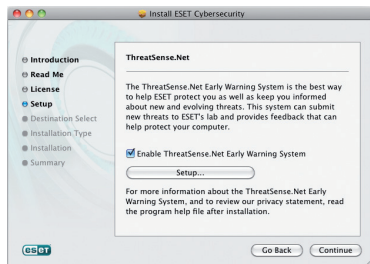 Install ESET Cybersecurity
Introduction
Read Me
License
Setup
Destination Select
Installation Type
Installation
Summary
ThreatSense.Net
The ThreatSense.Net Early Warning System is the best way
to help ESET protect you as well as keep you informed
about new and evolving threats. This system can submit
new threats to ESET's lab and provides feedback that can
help protect your computer.
Enable ThreatSense.Net Early Warning System
Setup...
For more information about the ThreatSense.Net Early
Warning System, and to review our privacy statement, read
the program help file after installation.
eset
Go Back
Continue